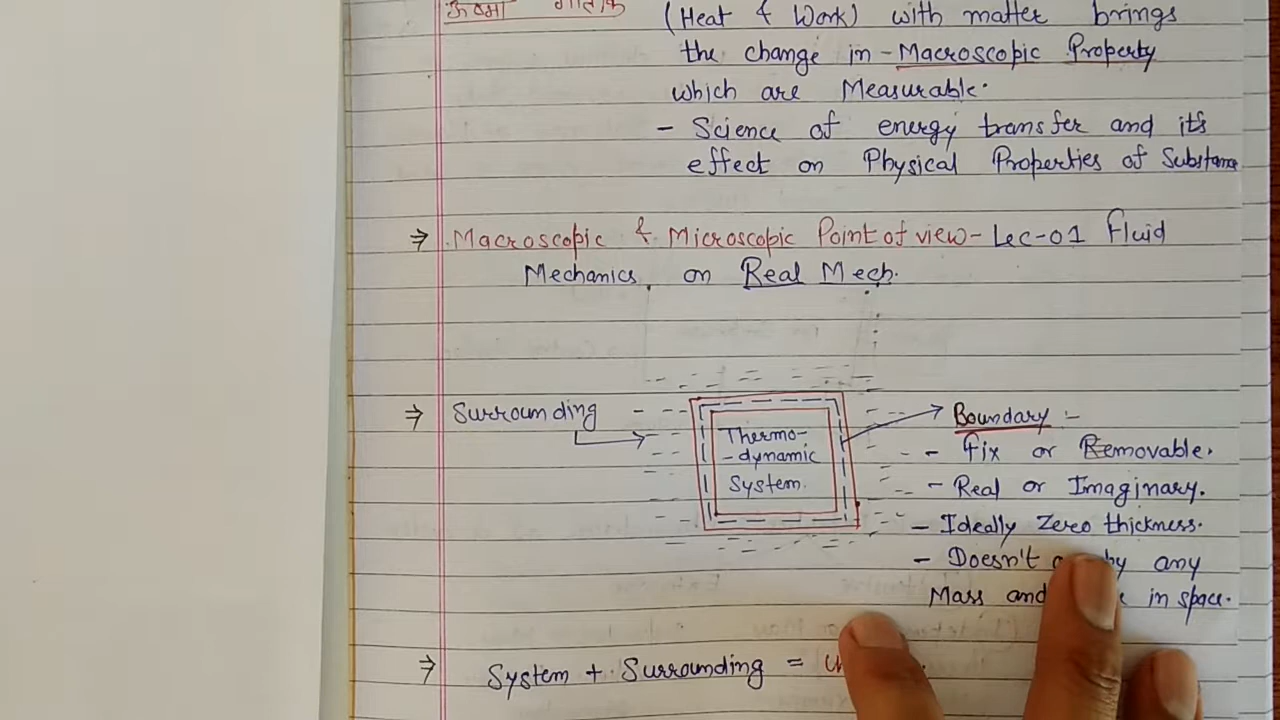 ऊष्मा गतिक
(Heat & Work) with matter brings
the change in - Macroscopic Property
which are Measurable.
- Science of energy transfer and it's
effect on Physical Properties of Substance
⇒ Macroscopic & Microscopic Point of view - Lec-01 Fluid
Mechanics on Real Mech.
⇒ Surrounding
Thermo-
-dynamic
System.
Boundary :-
- Fix or Removable.
- Real or Imaginary.
- Ideally Zero thickness.
- Doesn't any
Mass and in space.
⇒ System + Surrounding =